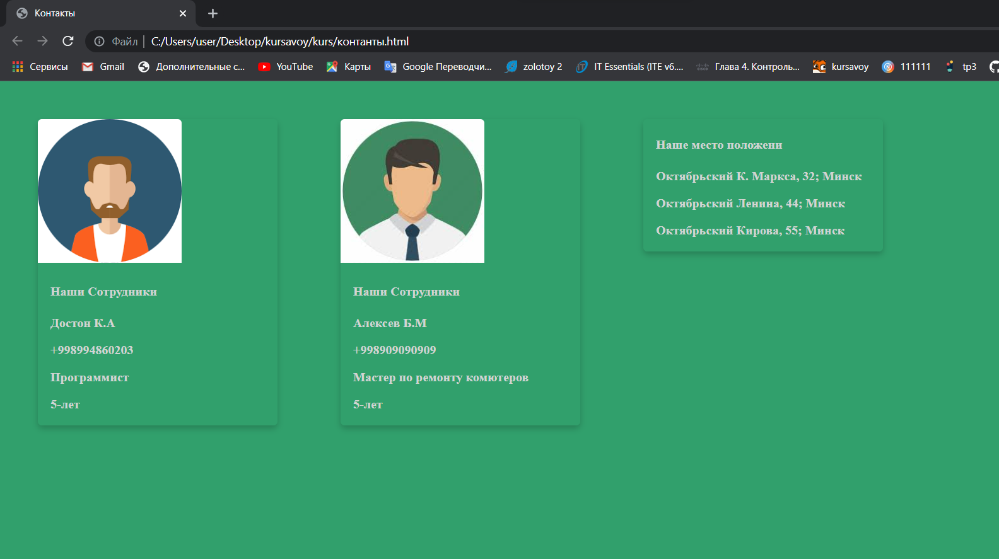 Контакты
Файл | C:/Users/user/Desktop/kursavoy/kurs/контанты.html
Сервисы Gmail Дополнительные с... YouTube Карты Google Переводчи... zolotoy 2 IT Essentials (ITE v6.... Глава 4. Контроль... kursavoy 111111 tp3
Наши Сотрудники
Достон К.А
+998994860203
Программист
5-лет
Наши Сотрудники
Алексев Б.М
+998909090909
Мастер по ремонту комютеров
5-лет
Наше место положени
Октябрьский К. Маркса, 32; Минск
Октябрьский Ленина, 44; Минск
Октябрьский Кирова, 55; Минск